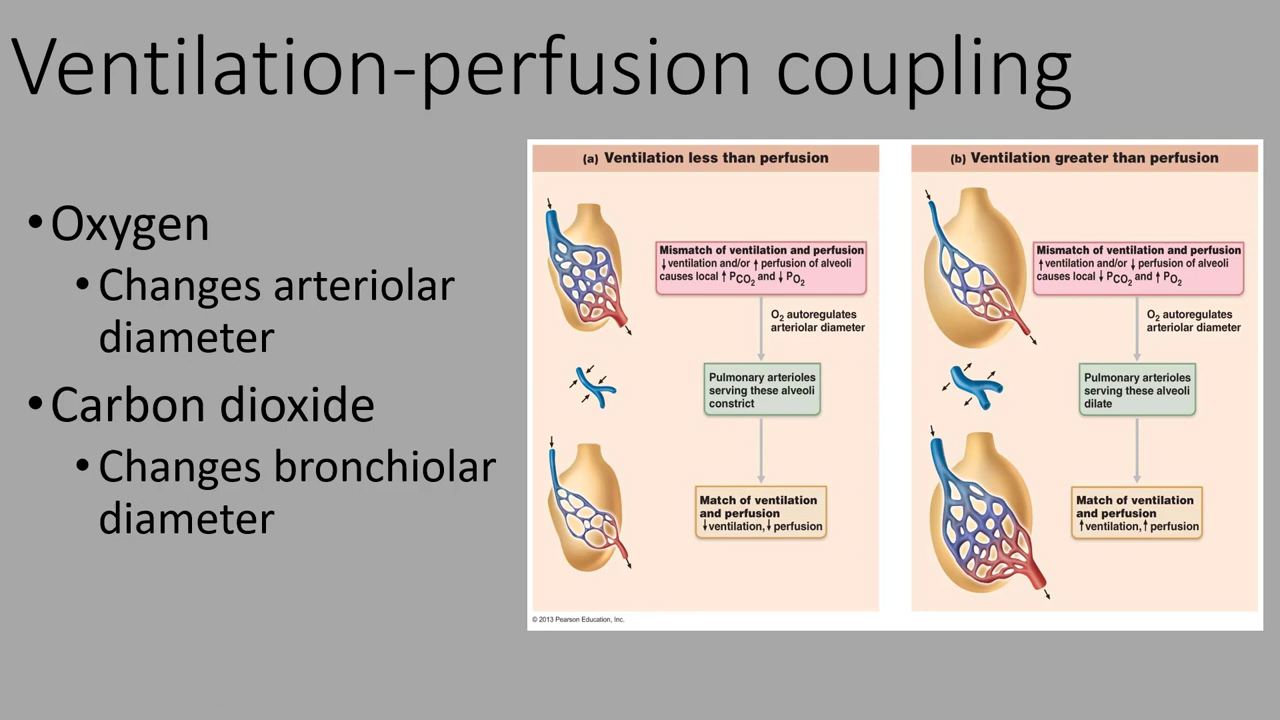 Ventilation-perfusion coupling
•Oxygen
•Changes arteriolar
diameter
•Carbon dioxide
•Changes bronchiolar
diameter
(a) Ventilation less than perfusion
Mismatch of ventilation and perfusion
↓ventilation and/or ↑ perfusion of alveoli
causes local ↑ PCO2 and ↓ PO2
O2 autoregulates
arteriolar diameter
Pulmonary arterioles
serving these alveoli
constrict
Match of ventilation
and perfusion
↓ventilation,↓perfusion
(b) Ventilation greater than perfusion
Mismatch of ventilation and perfusion
↑ventilation and/or ↓ perfusion of alveoli
causes local ↓ PCO2 and ↑ PO2
O2 autoregulates
arteriolar diameter
Pulmonary arterioles
serving these alveoli
dilate
Match of ventilation
and perfusion
↑ventilation,↑perfusion
© 2013 Pearson Education, Inc.